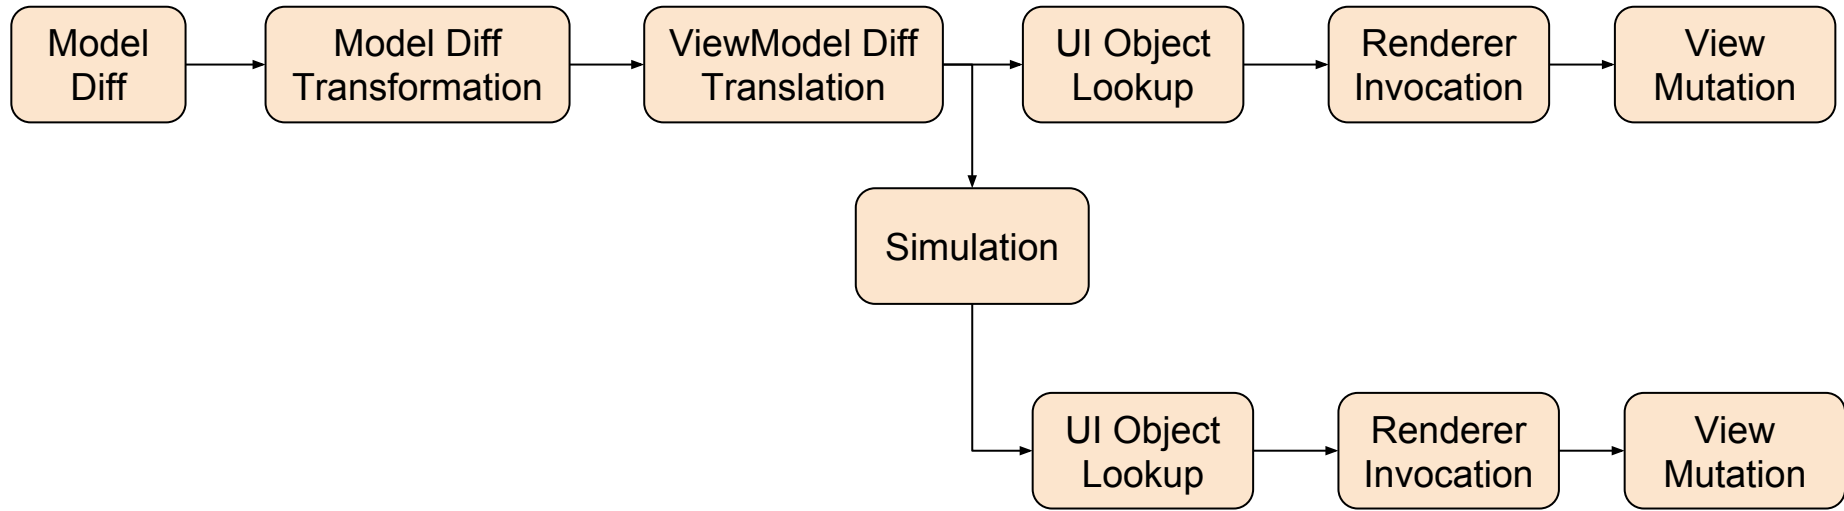 Model
Diff
Model Diff
Transformation
ViewModel Diff
Translation
UI Object
Lookup
Renderer
Invocation
View
Mutation
Simulation
UI Object
Lookup
Renderer
Invocation
View
Mutation